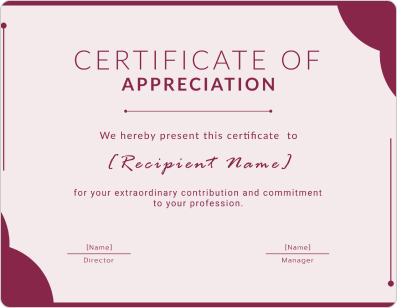 CERTIFICATE OF
APPRECIATION
We hereby present this certificate to
[Recipient Name]
for your extraordinary contribution and commitment
to your profession.
[Name]
Director
[Name]
Manager